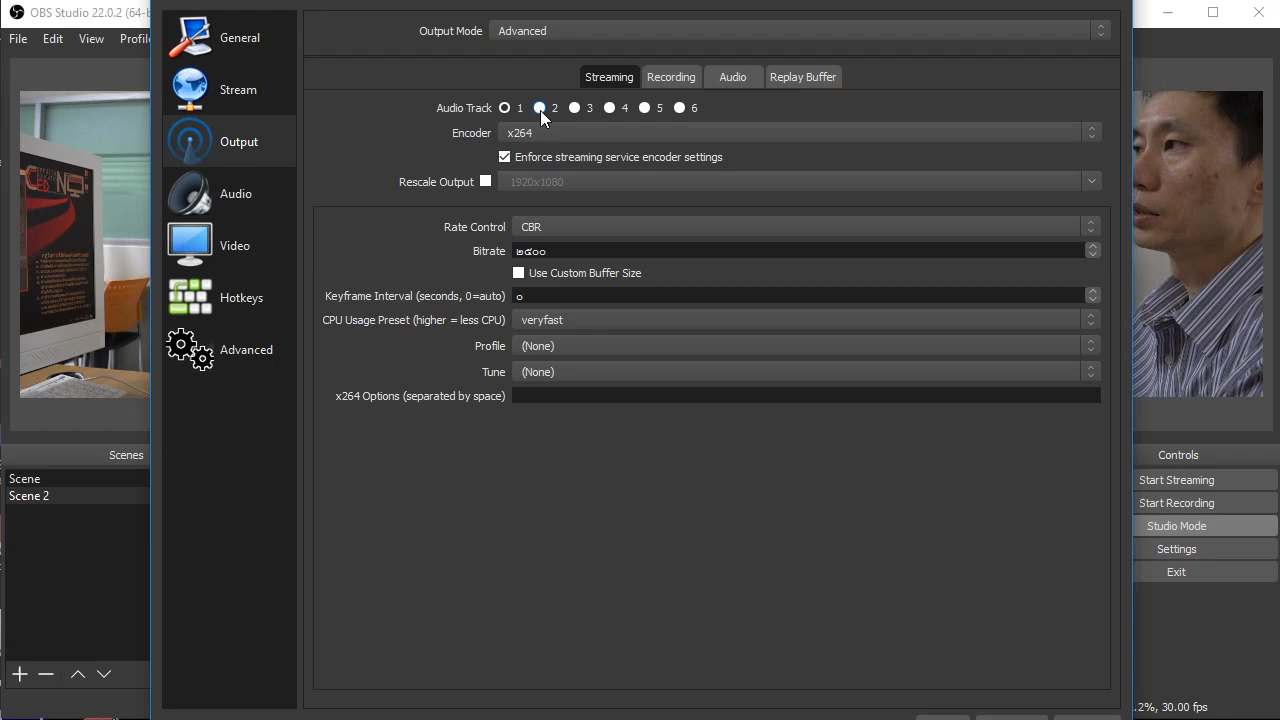 OBS Studio 22.0.2 (64-b
File Edit View Profil
General
Stream
Output
Audio
Video
Hotkeys
Advanced
Output Mode Advanced
Streaming Recording Audio Replay Buffer
Audio Track 1 2 3 4 5 6
Encoder x264
Enforce streaming service encoder settings
Rescale Output 1920x1080
Rate Control CBR
Bitrate ๒๕๐๐
Use Custom Buffer Size
Keyframe Interval (seconds, 0=auto) ๐
CPU Usage Preset (higher = less CPU) veryfast
Profile (None)
Tune (None)
x264 Options (separated by space)
Scenes
Scene
Scene 2
Controls
Start Streaming
Start Recording
Studio Mode
Settings
Exit
.2%, 30.00 fps